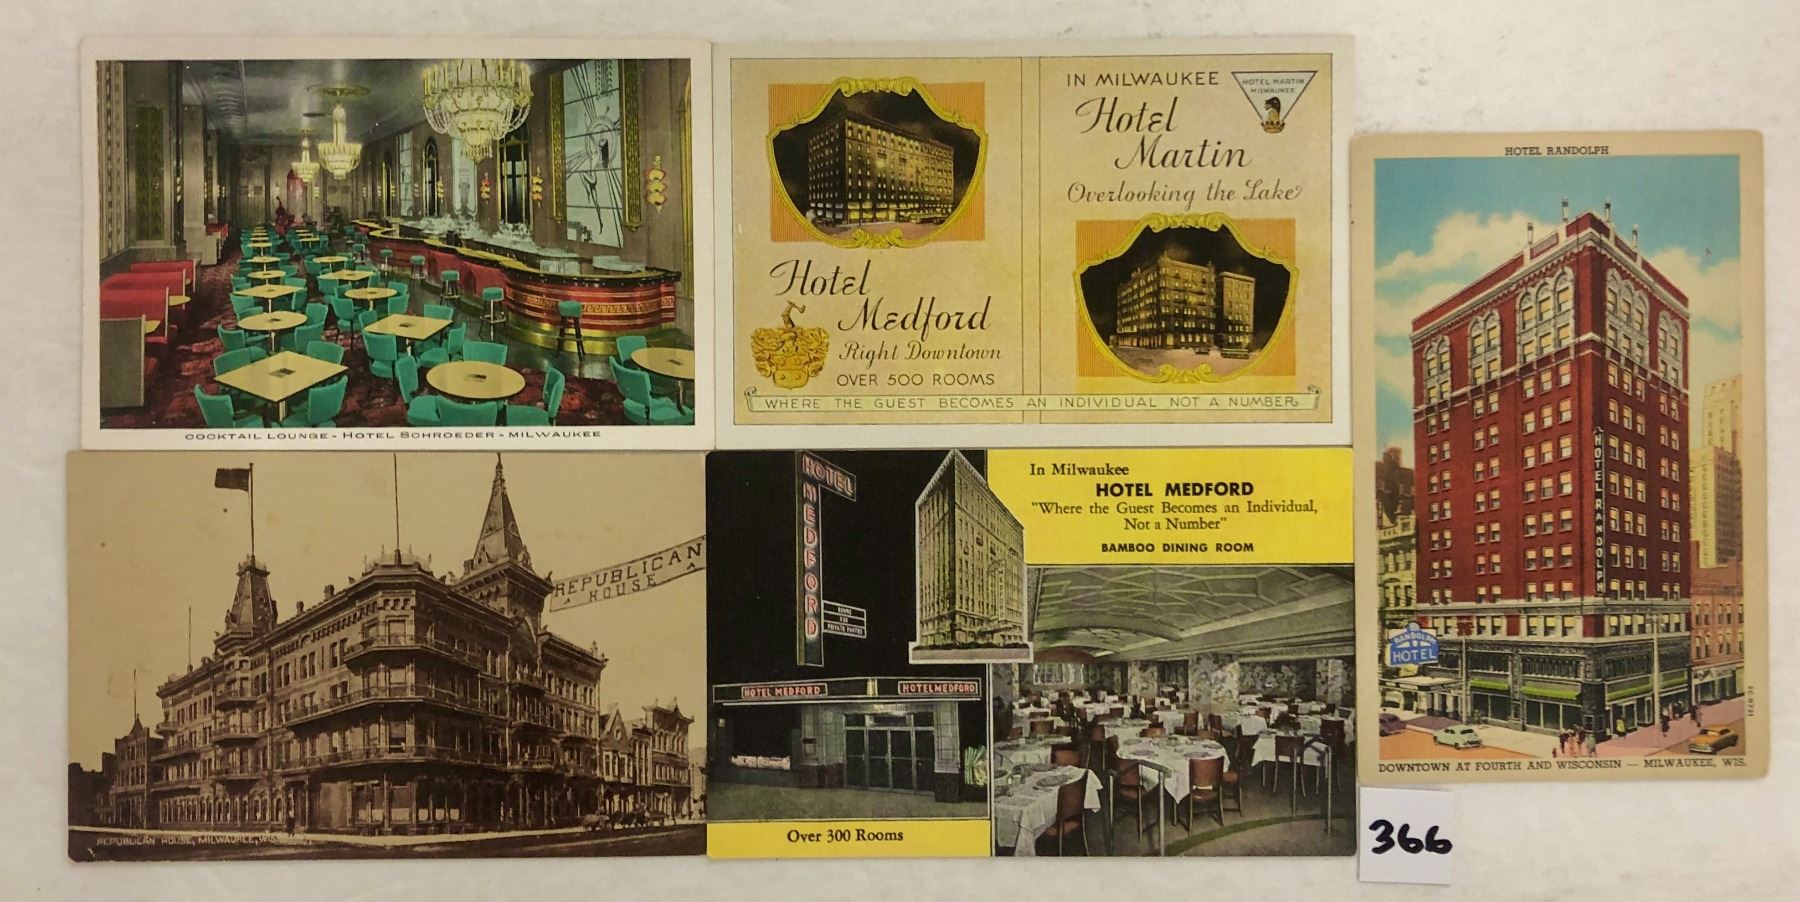 COCKTAIL LOUNGE - HOTEL SCHROEDER - MILWAUKEE
Hotel
Medford
Right Downtown
OVER 500 ROOMS
IN MILWAUKEE
Hotel
Martin
Overlooking the Lake
HOTEL MARTIN
MILWAUKEE
WHERE THE GUEST BECOMES AN INDIVIDUAL NOT A NUMBER
HOTEL RANDOLPH
HOTEL RANDOLPH
RANDOLPH
HOTEL
DOWNTOWN AT FOURTH AND WISCONSIN — MILWAUKEE, WIS.
REPUBLICAN
HOUSE
REPUBLICAN HOUSE, MILWAUKEE, WIS.
HOTEL
MEDFORD
ROOMS
PRIVATE PARTIES
HOTEL MEDFORD
HOTEL MEDFORD
Over 300 Rooms
In Milwaukee
HOTEL MEDFORD
"Where the Guest Becomes an Individual,
Not a Number"
BAMBOO DINING ROOM
366